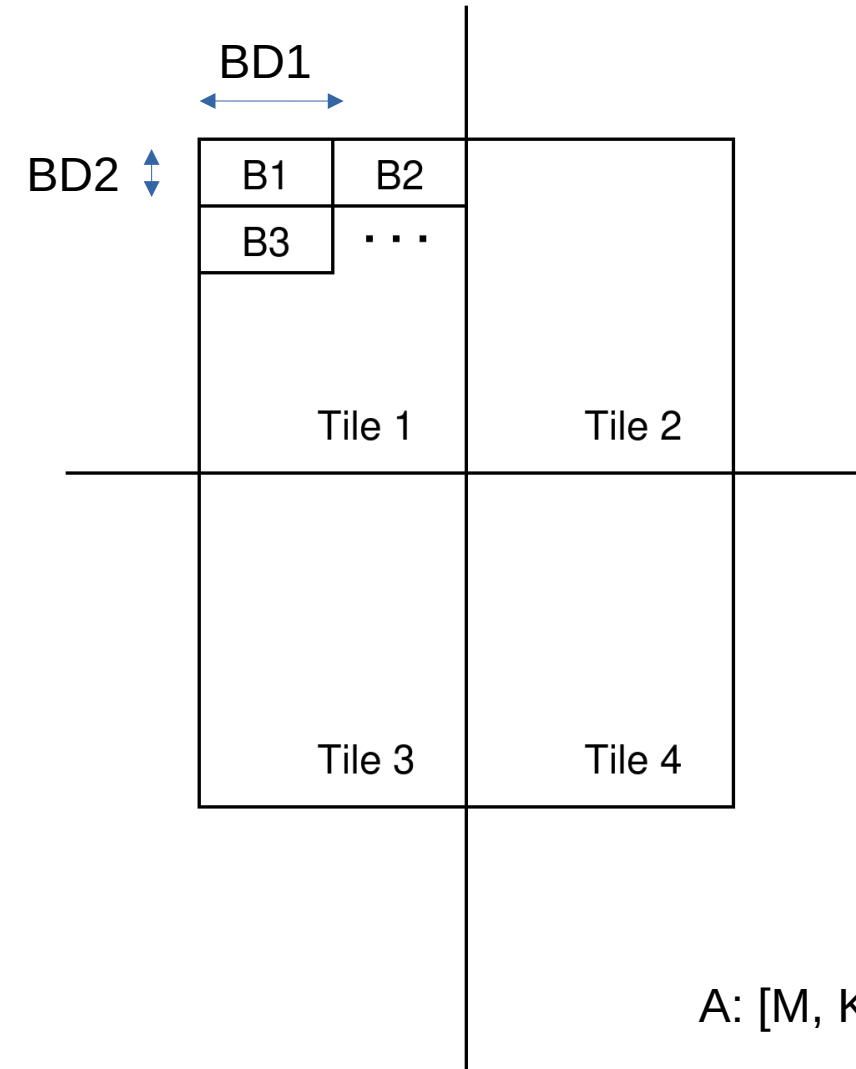 BD1
BD2
B1 B2
B3 ...
Tile 1 Tile 2
Tile 3 Tile 4
A: [M, K